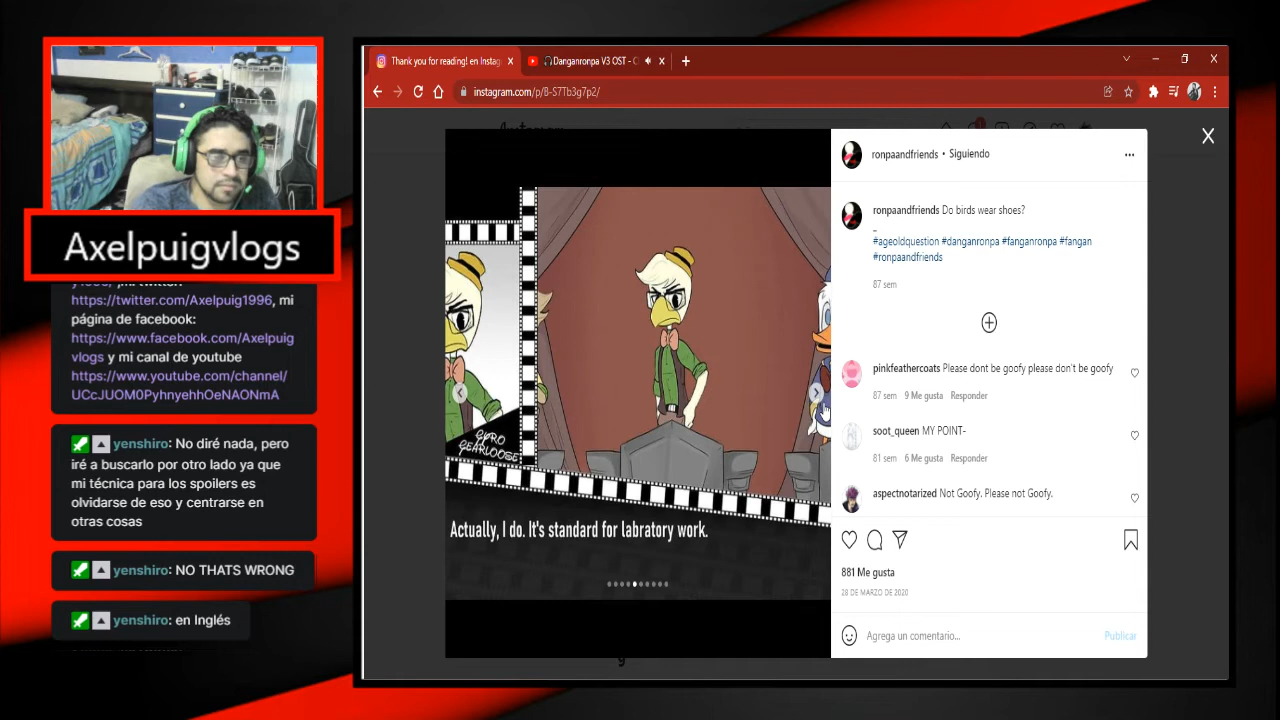 Axelpuigvlogs
https://twitter.com/Axelpuig1996, mi
página de facebook:
https://www.facebook.com/Axelpuig
vlogs y mi canal de youtube
https://www.youtube.com/channel/
UCcJUOM0PyhnyehhOeNAONmA
yenshiro: No diré nada, pero
iré a buscarlo por otro lado ya que
mi técnica para los spoilers es
olvidarse de eso y centrarse en
otras cosas
yenshiro: NO THATS WRONG
yenshiro: en Inglés
Thank you for reading! en Instag
Danganronpa V3 OST - C
instagram.com/p/B-S7Tb3g7p2/
GYRO
GEARLOOSE
Actually, I do. It's standard for labratory work.
ronpaandfriends • Siguiendo
ronpaandfriends Do birds wear shoes?
_
#ageoldquestion #danganronpa #fanganronpa #fangan
#ronpaandfriends
87 sem
pinkfeathercoats Please dont be goofy please don't be goofy
87 sem 9 Me gusta Responder
soot_queen MY POINT-
81 sem 6 Me gusta Responder
aspectnotarized Not Goofy. Please not Goofy.
881 Me gusta
28 DE MARZO DE 2020
Agrega un comentario...
Publicar